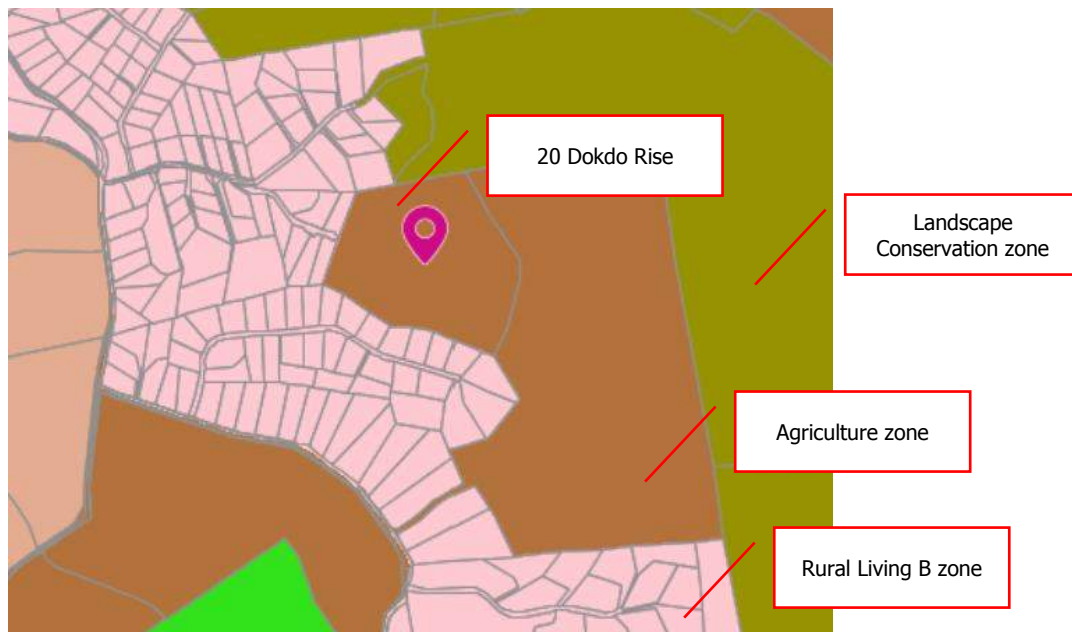 20 Dokdo Rise
Landscape
Conservation zone
Agriculture zone
Rural Living B zone